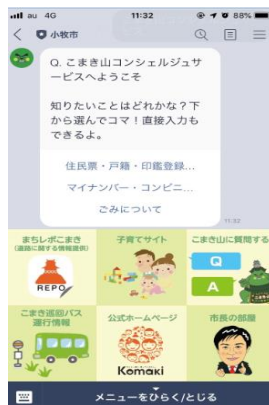 au 4G 11:32 88%
小牧市
Q. こまき山コンシェルジュサ
ービスへようこそ
知りたいことはどれかな？下
から選んでコマ！直接入力も
できるよ。
住民票・戸籍・印鑑登録...
マイナンバー・コンビニ...
ごみについて
11:32
まちレポこまき
(道路に関する情報提供)
REPO
子育てサイト
こまき山に質問する
Q
A
こまき巡回バス
運行情報
公式ホームページ
Komaki
市長の部屋
メニューをひらく/とじる